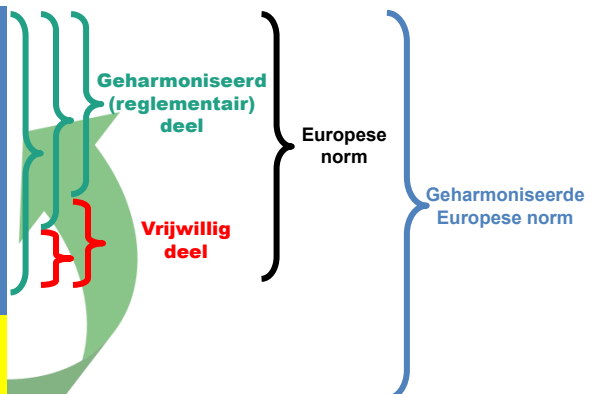 Geharmoniseerd
(reglementair)
deel
Europese
norm
Geharmoniseerde
Europese norm
Vrijwillig
deel